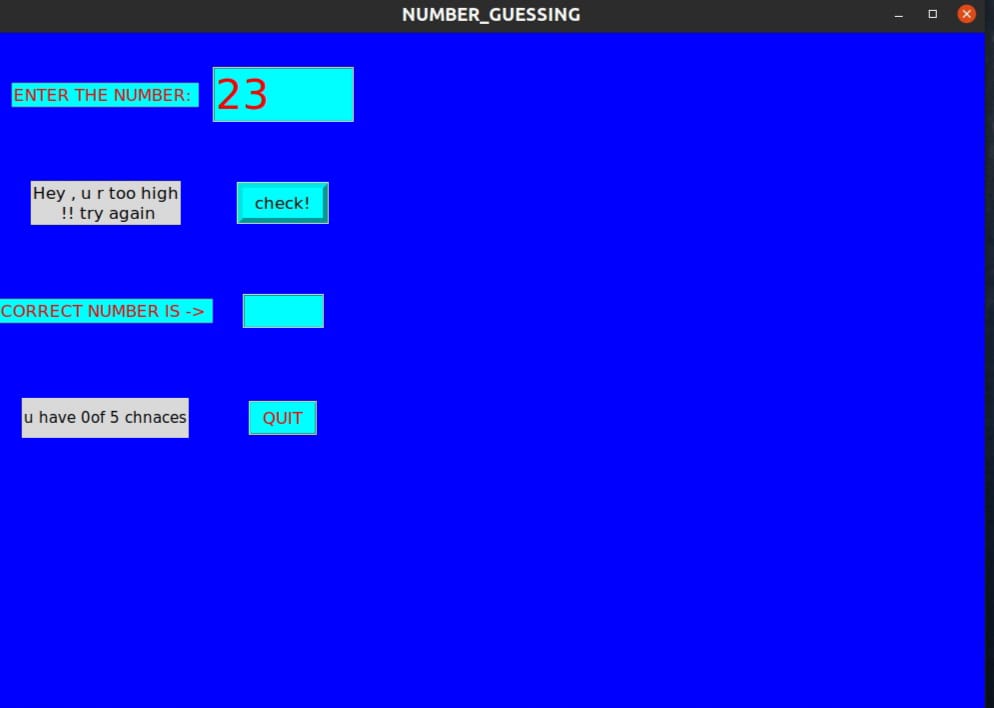 NUMBER_GUESSING
ENTER THE NUMBER:
23
Hey , u r too high
!! try again
check!
CORRECT NUMBER IS ->
u have 0of 5 chnaces
QUIT